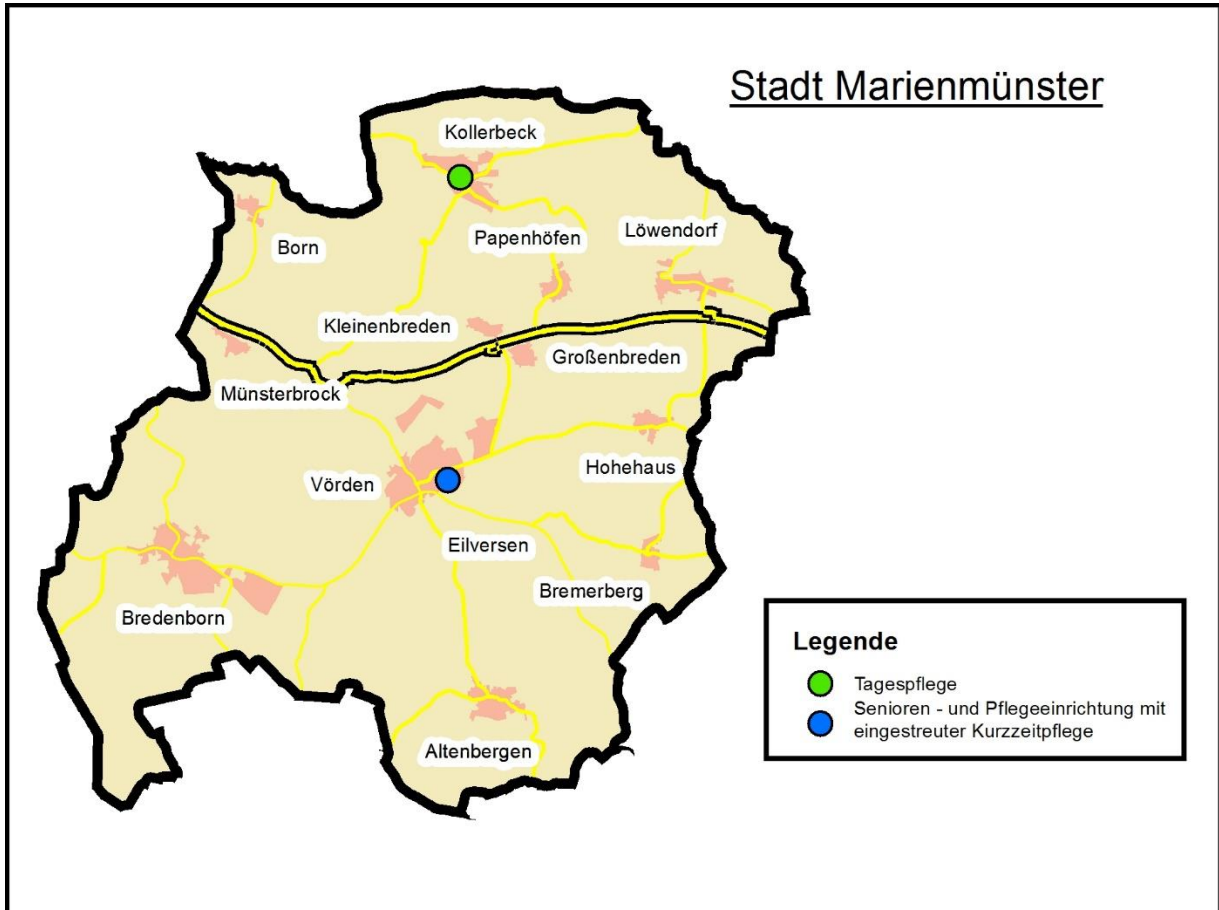 Stadt Marienmünster
Kollerbeck
Papenhöfen
Löwendorf
Born
Kleinenbreden
Großenbreden
Münsterbrock
Hohehaus
Vörden
Eilversen
Bremerberg
Bredenborn
Altenbergen
Legende
Tagespflege
Senioren - und Pflegeeinrichtung mit
eingestreuter Kurzzeitpflege